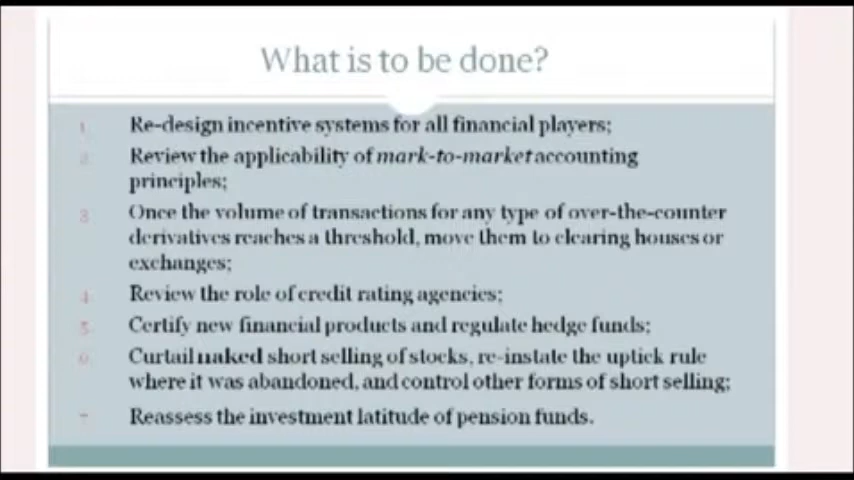 What is to be done?
1. Re-design incentive systems for all financial players;
2. Review the applicability of mark-to-market accounting
principles;
3. Once the volume of transactions for any type of over-the-counter
derivatives reaches a threshold, move them to clearing houses or
exchanges;
4. Review the role of credit rating agencies;
5. Certify new financial products and regulate hedge funds;
6. Curtail naked short selling of stocks, re-instate the uptick rule
where it was abandoned, and control other forms of short selling;
7. Reassess the investment latitude of pension funds.